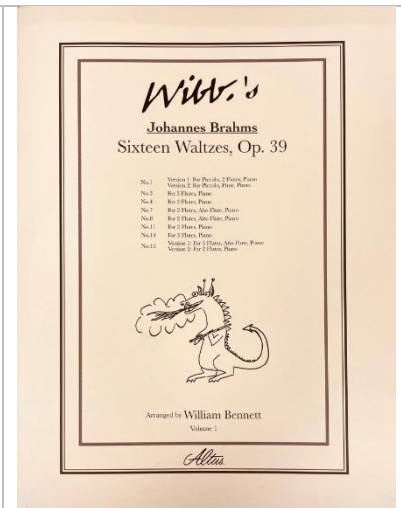 Wibb's
Johannes Brahms
Sixteen Waltzes, Op. 39
No.1 Version 1: For Piccolo, 2 Flutes, Piano
Version 2: For Piccolo, Flute, Piano
For 3 Flutes, Piano
No.4 For 2 Flutes, Piano
No.7 For 2 Flutes, Alto Flute, Piano
No.8 For 2 Flutes, Alto Flute, Piano
No.11 For 2 Flutes, Piano
No.14 For 3 Flutes, Piano
No.15 Version 1: For 3 Flutes, Alto Flute, Piano
Version 2: For 2 Flutes, Piano
Arranged by William Bennett
Volume 1
Altus